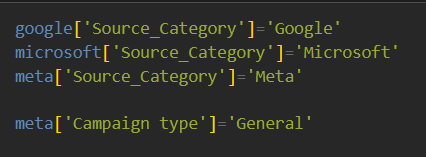 google['Source_Category']='Google'
microsoft['Source_Category']='Microsoft'
meta['Source_Category']='Meta'
meta['Campaign type']='General'